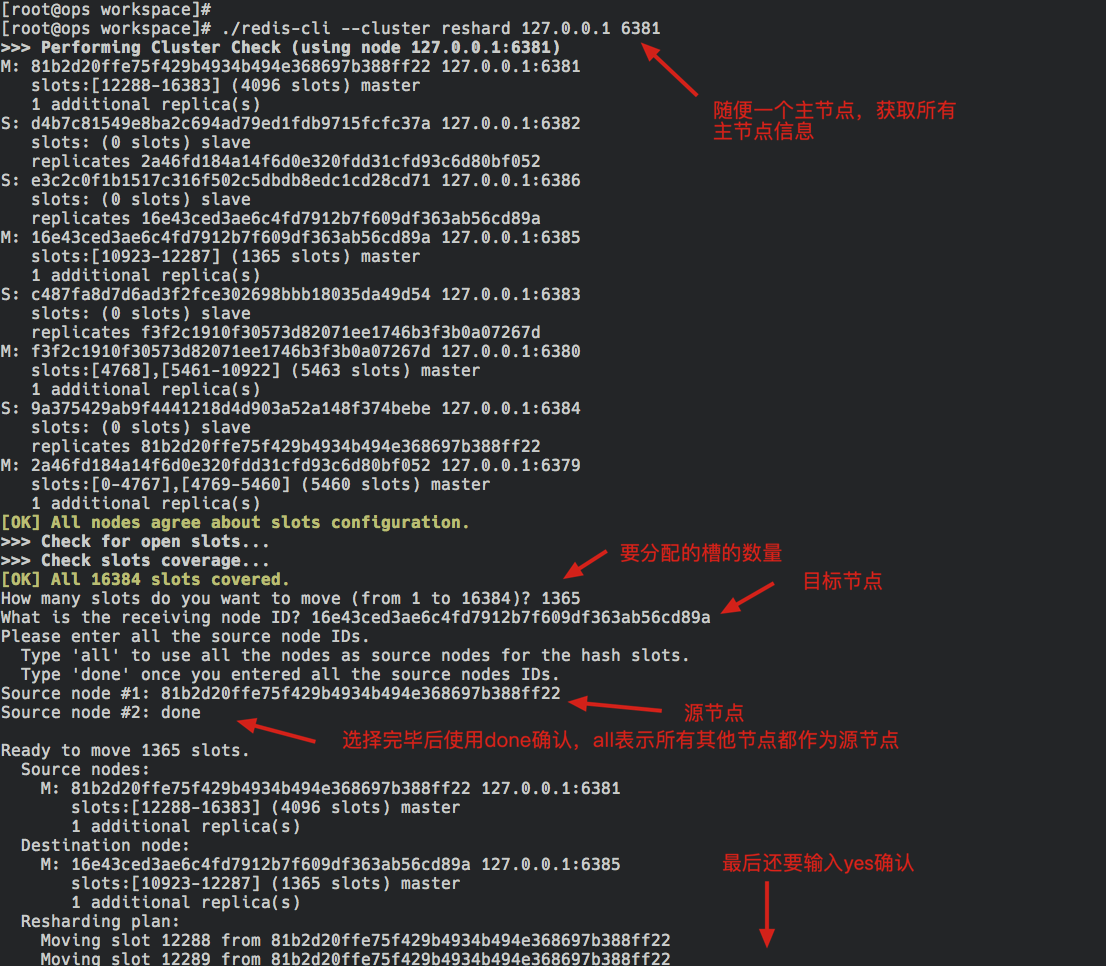 [root@ops workspace]#
[root@ops workspace]# ./redis-cli --cluster reshard 127.0.0.1 6381
>>> Performing Cluster Check (using node 127.0.0.1:6381)
M: 81b2d20ffe75f429b4934b494e368697b388ff22 127.0.0.1:6381
slots:[12288-16383] (4096 slots) master
1 additional replica(s)
随便一个主节点，获取所有
主节点信息
S: d4b7c81549e8ba2c694ad79ed1fdb9715fcfc37a 127.0.0.1:6382
slots: (0 slots) slave
replicates 2a46fd184a14f6d0e320fdd31cfd93c6d80bf052
S: e3c2c0f1b1517c316f502c5dbdb8edc1cd28cd71 127.0.0.1:6386
slots: (0 slots) slave
replicates 16e43ced3ae6c4fd7912b7f609df363ab56cd89a
M: 16e43ced3ae6c4fd7912b7f609df363ab56cd89a 127.0.0.1:6385
slots:[10923-12287] (1365 slots) master
1 additional replica(s)
S: c487fa8d7d6ad3f2fce302698bbb18035da49d54 127.0.0.1:6383
slots: (0 slots) slave
replicates f3f2c1910f30573d82071ee1746b3f3b0a07267d
M: f3f2c1910f30573d82071ee1746b3f3b0a07267d 127.0.0.1:6380
slots:[4768],[5461-10922] (5463 slots) master
1 additional replica(s)
S: 9a375429ab9f4441218d4d903a52a148f374bebe 127.0.0.1:6384
slots: (0 slots) slave
replicates 81b2d20ffe75f429b4934b494e368697b388ff22
M: 2a46fd184a14f6d0e320fdd31cfd93c6d80bf052 127.0.0.1:6379
slots:[0-4767],[4769-5460] (5460 slots) master
1 additional replica(s)
[OK] All nodes agree about slots configuration.
>>> Check for open slots...
>>> Check slots coverage...
要分配的槽的数量
[OK] All 16384 slots covered.
目标节点
How many slots do you want to move (from 1 to 16384)? 1365
What is the receiving node ID? 16e43ced3ae6c4fd7912b7f609df363ab56cd89a
Please enter all the source node IDs.
Type 'all' to use all the nodes as source nodes for the hash slots.
Type 'done' once you entered all the source nodes IDs.
Source node #1: 81b2d20ffe75f429b4934b494e368697b388ff22
Source node #2: done
源节点
选择完毕后使用done确认，all表示所有其他节点都作为源节点
Ready to move 1365 slots.
Source nodes:
M: 81b2d20ffe75f429b4934b494e368697b388ff22 127.0.0.1:6381
slots:[12288-16383] (4096 slots) master
1 additional replica(s)
Destination node:
M: 16e43ced3ae6c4fd7912b7f609df363ab56cd89a 127.0.0.1:6385
最后还要输入yes确认
slots:[10923-12287] (1365 slots) master
1 additional replica(s)
Resharding plan:
Moving slot 12288 from 81b2d20ffe75f429b4934b494e368697b388ff22
Moving slot 12289 from 81b2d20ffe75f429b4934b494e368697b388ff22